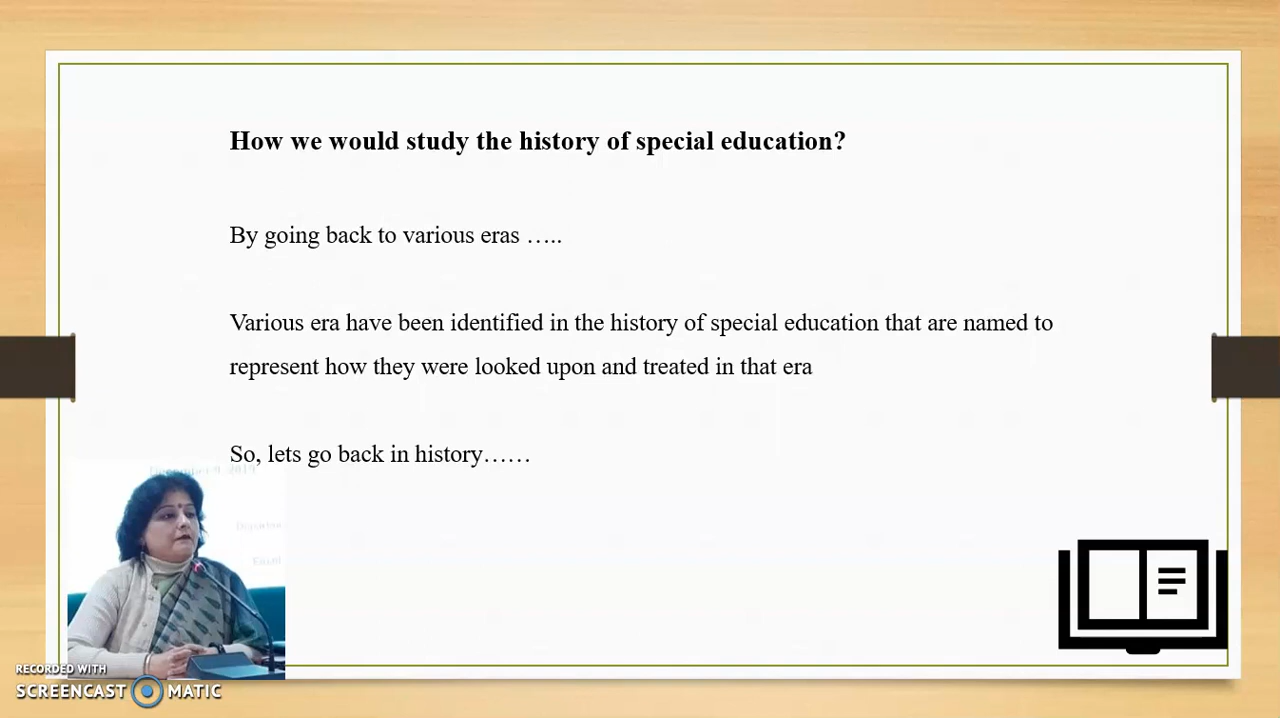 How we would study the history of special education?
By going back to various eras …..
Various era have been identified in the history of special education that are named to
represent how they were looked upon and treated in that era
So, lets go back in history……
RECORDED WITH
SCREENCAST MATIC